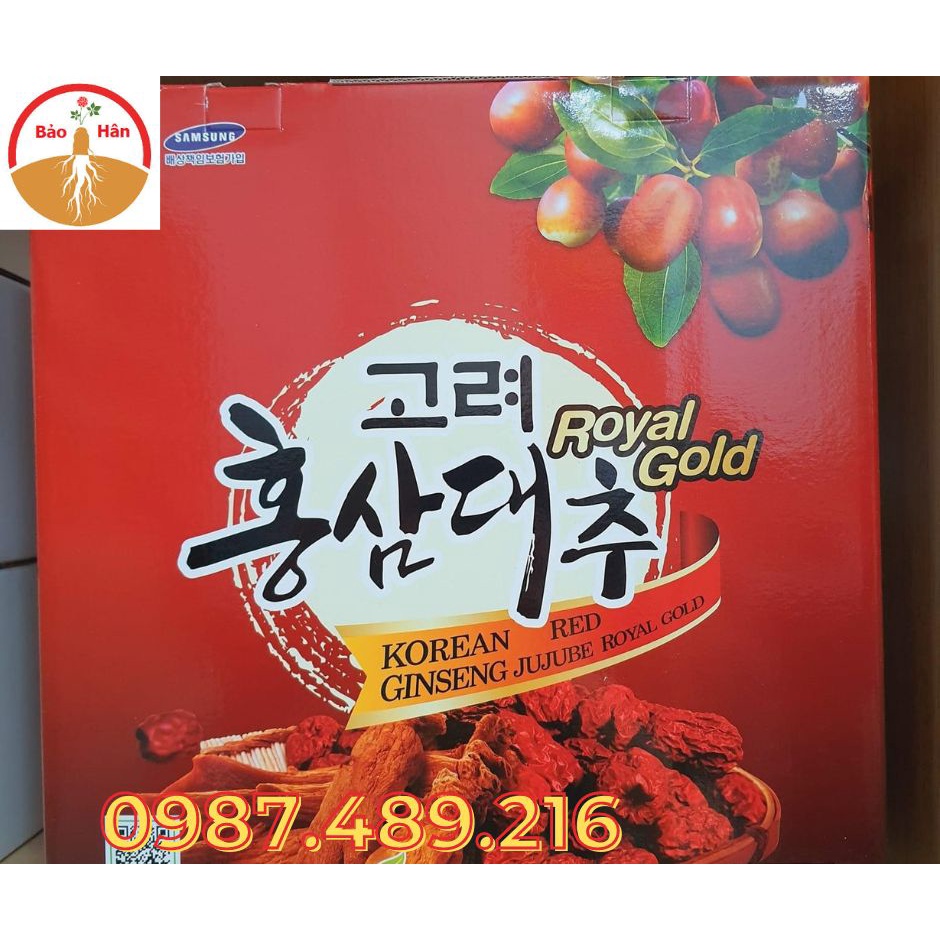 Bảo Hân
SAMSUNG
배상책임보험가입
고려
홍삼대추
Royal
Gold
KOREAN RED
GINSENG JUJUBE ROYAL GOLD
0987.489.216